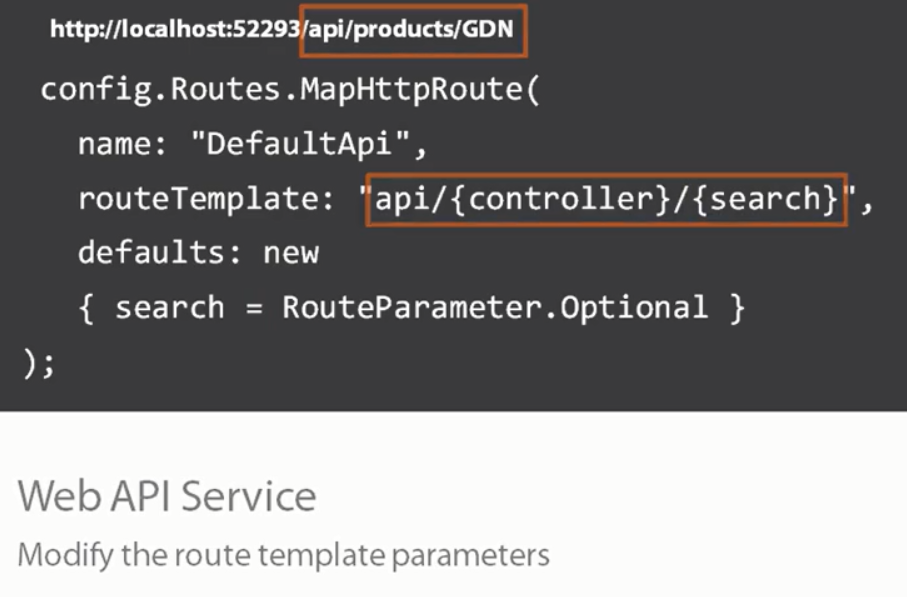 http://localhost:52293/api/products/GDN
config.Routes.MapHttpRoute(
name: "DefaultApi",
routeTemplate: "api/{controller}/{search}",
defaults: new
{ search = RouteParameter.Optional }
);
Web API Service
Modify the route template parameters